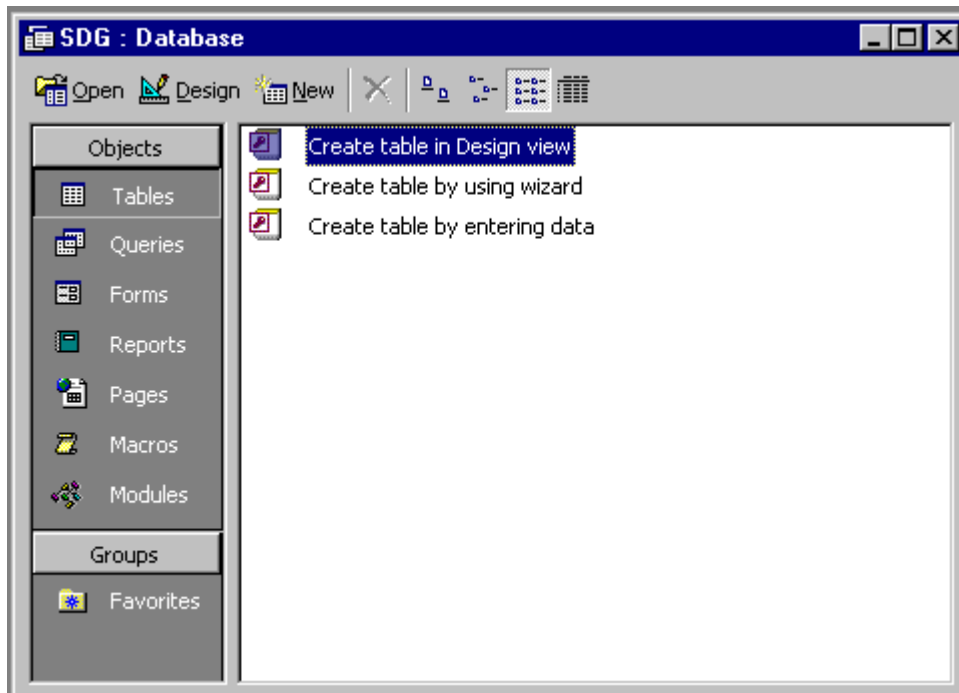 SDG : Database
Open Design New
Objects
Tables
Queries
Forms
Reports
Pages
Macros
Modules
Groups
Favorites
Create table in Design view
Create table by using wizard
Create table by entering data